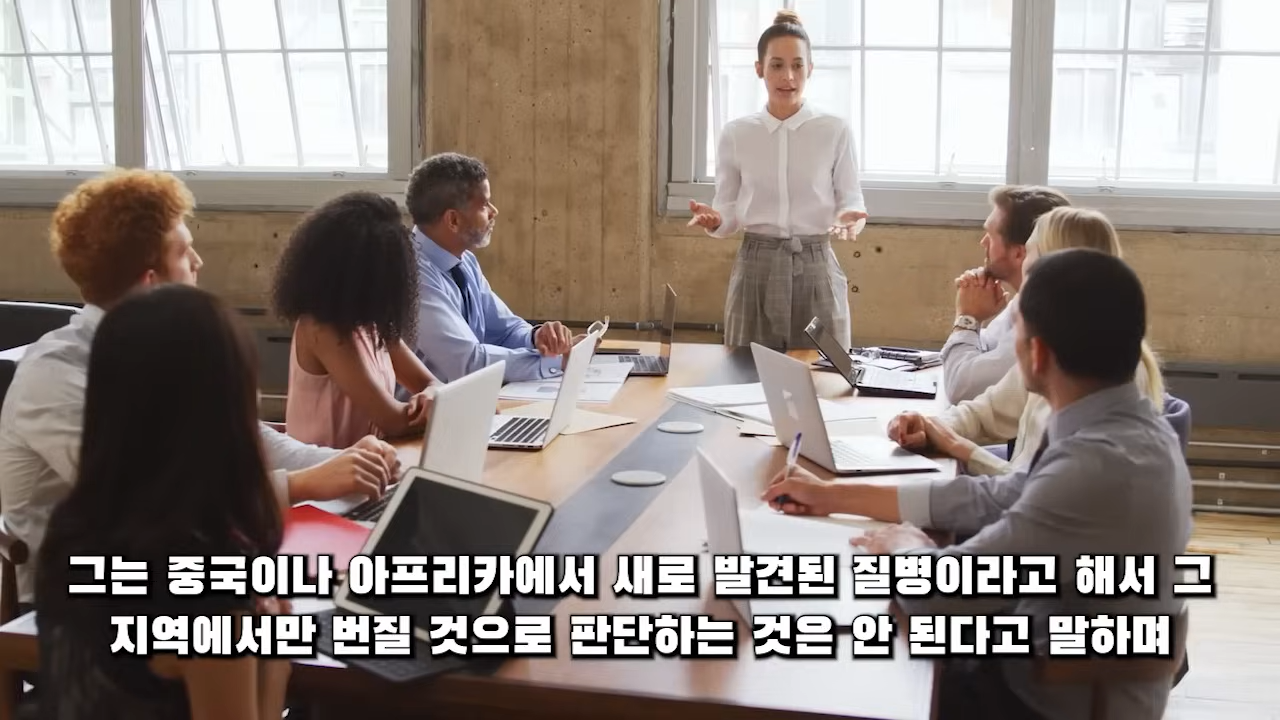 그는 중국이나 아프리카에서 새로 발견된 질병이라고 해서 그
지역에서만 번질 것으로 판단하는 것은 안 된다고 말하며